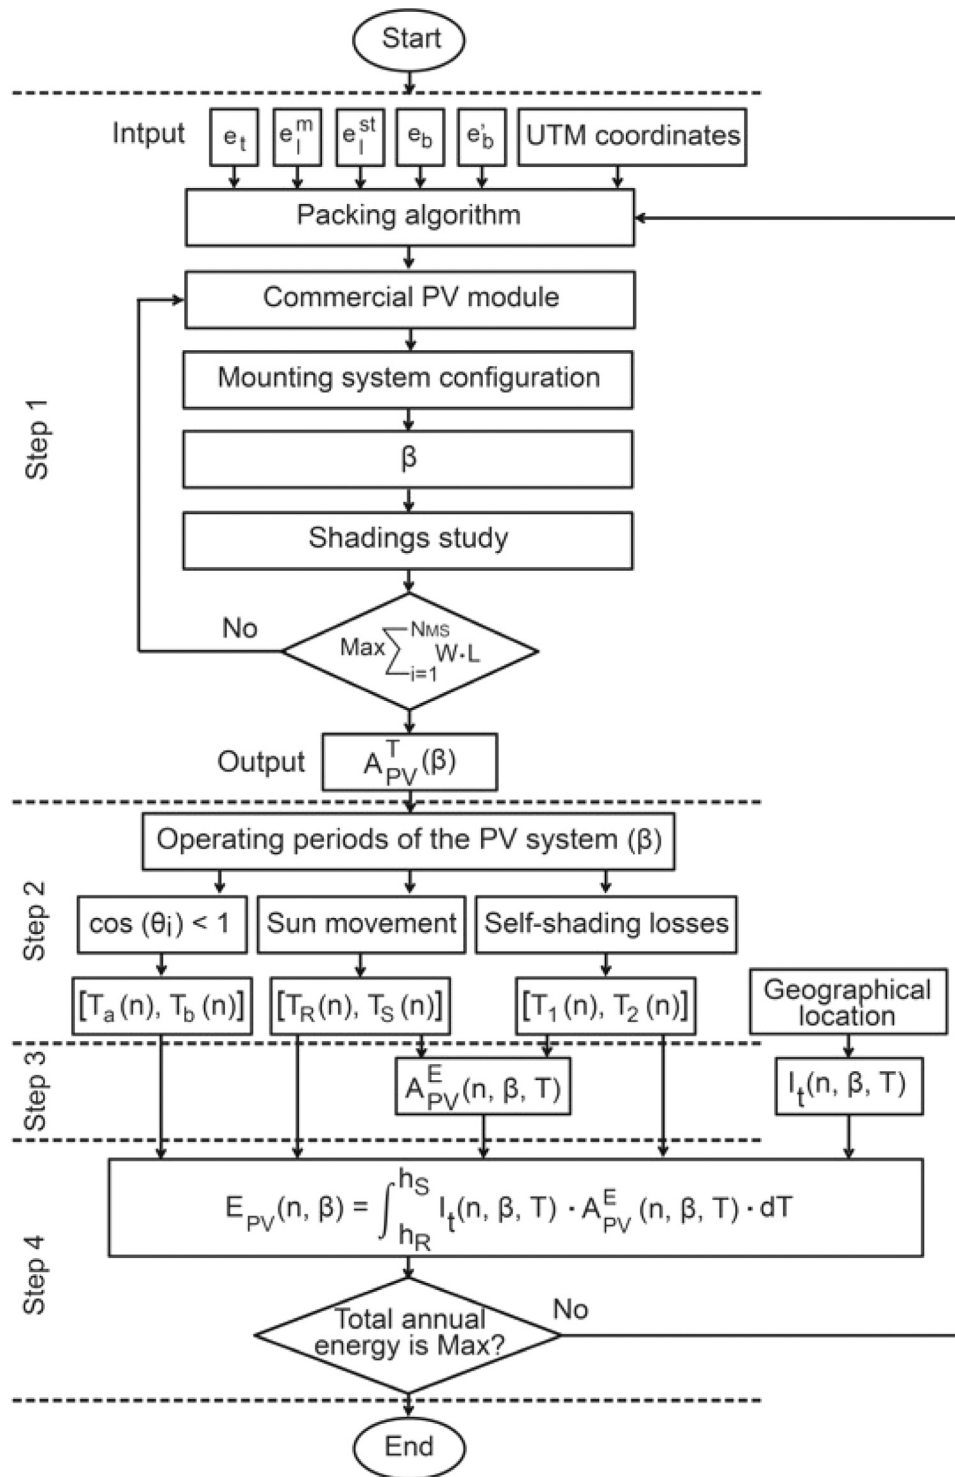 Start
Intput
e_t
e_l^m
e_l^st
e_b
e'_b
UTM coordinates
Packing algorithm
Commercial PV module
Mounting system configuration
β
Shadings study
Step 1
No
Max ∑_{i=1}^{N_MS} W·L
Output
A_PV^T (β)
Operating periods of the PV system (β)
Step 2
cos (θ_i) < 1
Sun movement
Self-shading losses
[T_a (n), T_b (n)]
[T_R(n), T_S (n)]
[T_1 (n), T_2 (n)]
Geographical
location
Step 3
A_PV^E (n, β, T)
I_t(n, β, T)
Step 4
E_PV (n, β) = ∫_{h_R}^{h_S} I_t(n, β, T) · A_PV^E (n, β, T) · dT
Total annual
energy is Max?
No
End